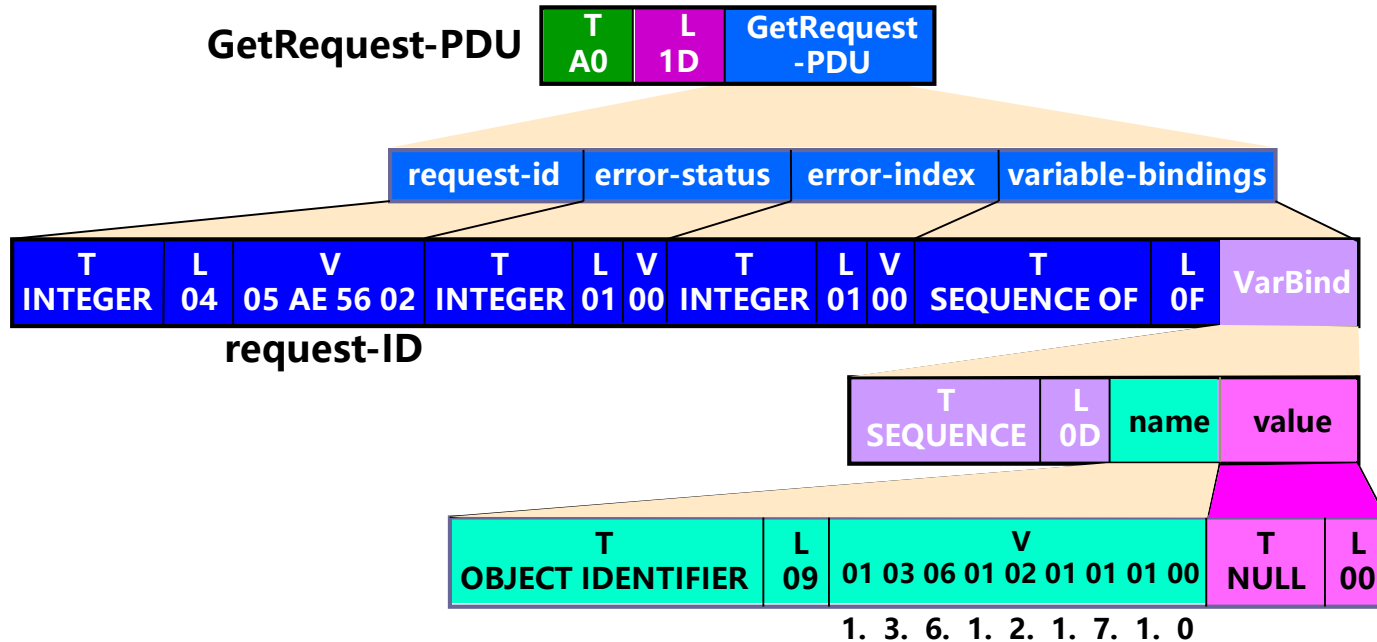 GetRequest-PDU
T L GetRequest
A0 1D -PDU
request-id error-status error-index variable-bindings
T L V T L V T L V T L VarBind
INTEGER 04 05 AE 56 02 INTEGER 01 00 INTEGER 01 00 SEQUENCE OF 0F
request-ID
T L name value
SEQUENCE 0D
T L V T L
OBJECT IDENTIFIER 09 01 03 06 01 02 01 01 01 00 NULL 00
1. 3. 6. 1. 2. 1. 7. 1. 0